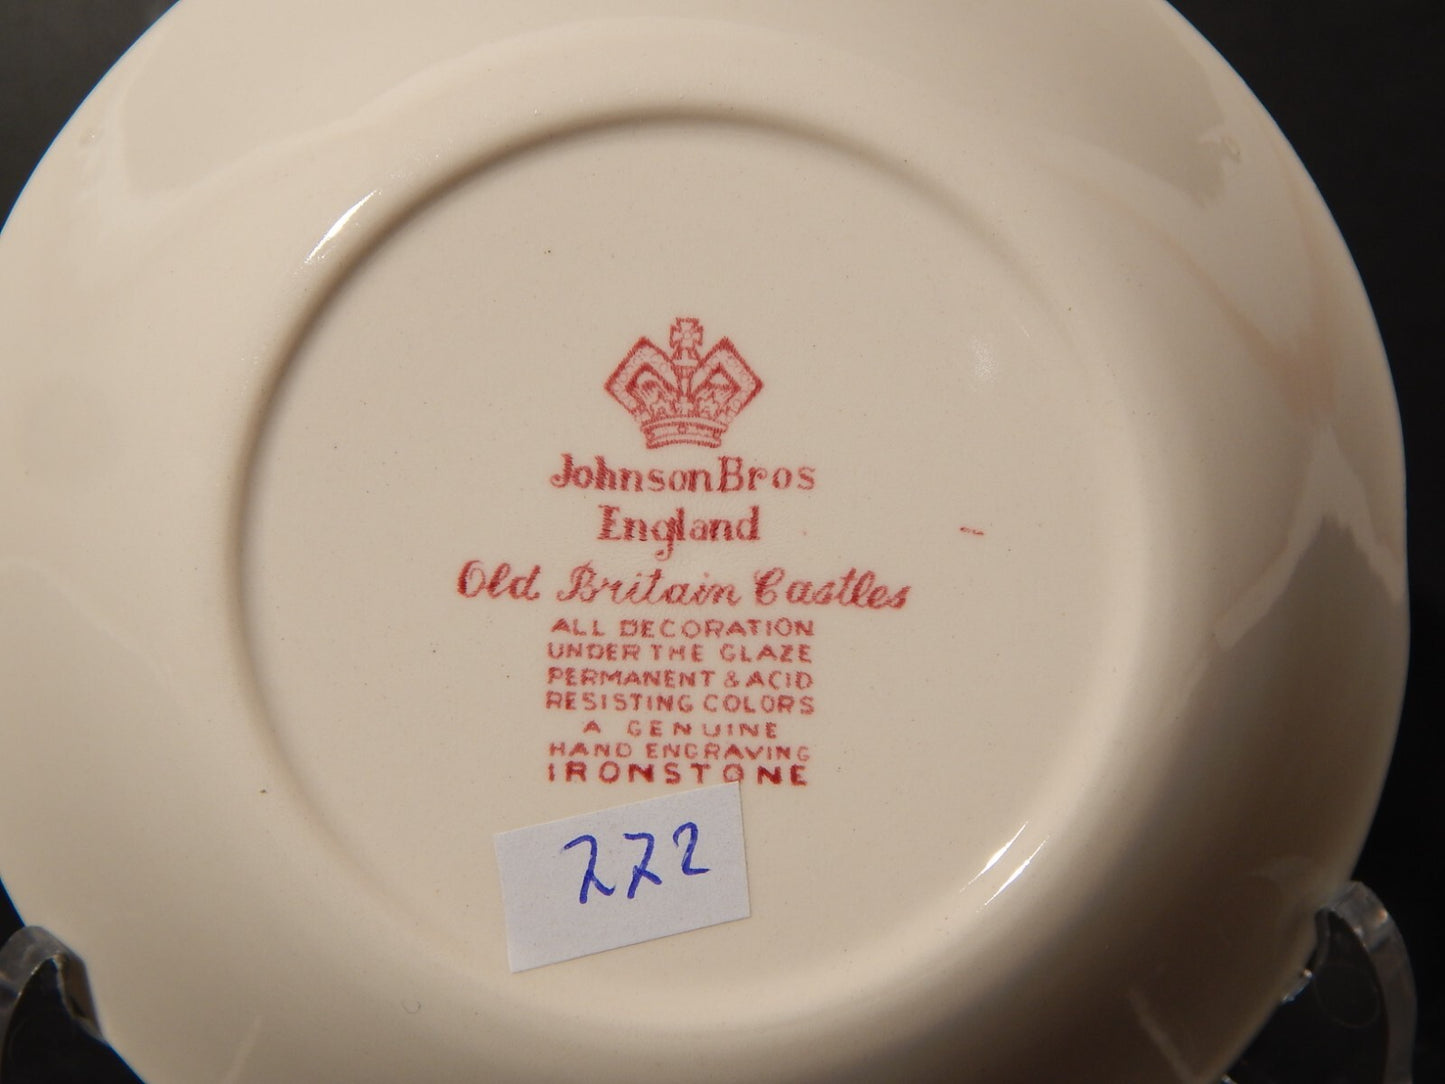 Johnson Bros
England
Old Britain Castles
ALL DECORATION
UNDER THE GLAZE
PERMANENT & ACID
RESISTING COLORS
A GENUINE
HAND ENGRAVING
IRONSTONE
222